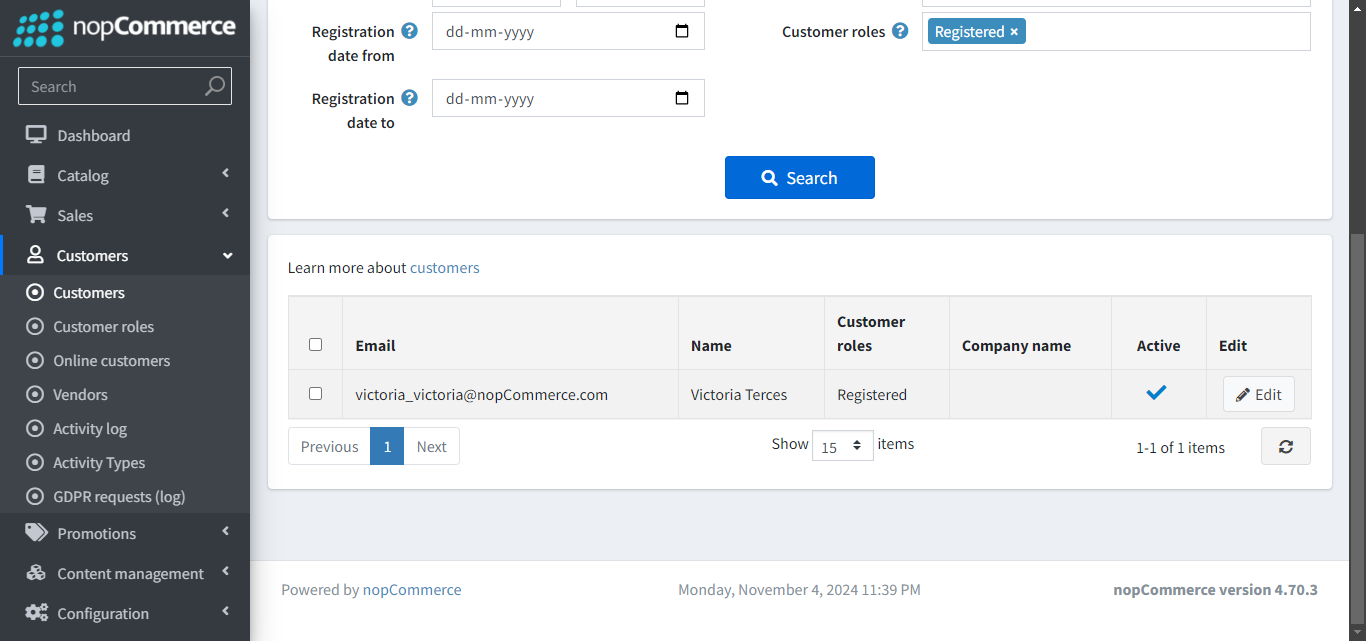 nopCommerce
Search
Dashboard
Catalog
Sales
Customers
Customers
Customer roles
Online customers
Vendors
Activity log
Activity Types
GDPR requests (log)
Promotions
Content management
Configuration
Registration date from
dd-mm-yyyy
Customer roles
Registered ×
Registration date to
dd-mm-yyyy
Search
Learn more about customers
Email Name Customer roles Company name Active Edit
victoria_victoria@nopCommerce.com Victoria Terces Registered Edit
Previous 1 Next Show 15 items 1-1 of 1 items
Powered by nopCommerce Monday, November 4, 2024 11:39 PM nopCommerce version 4.70.3